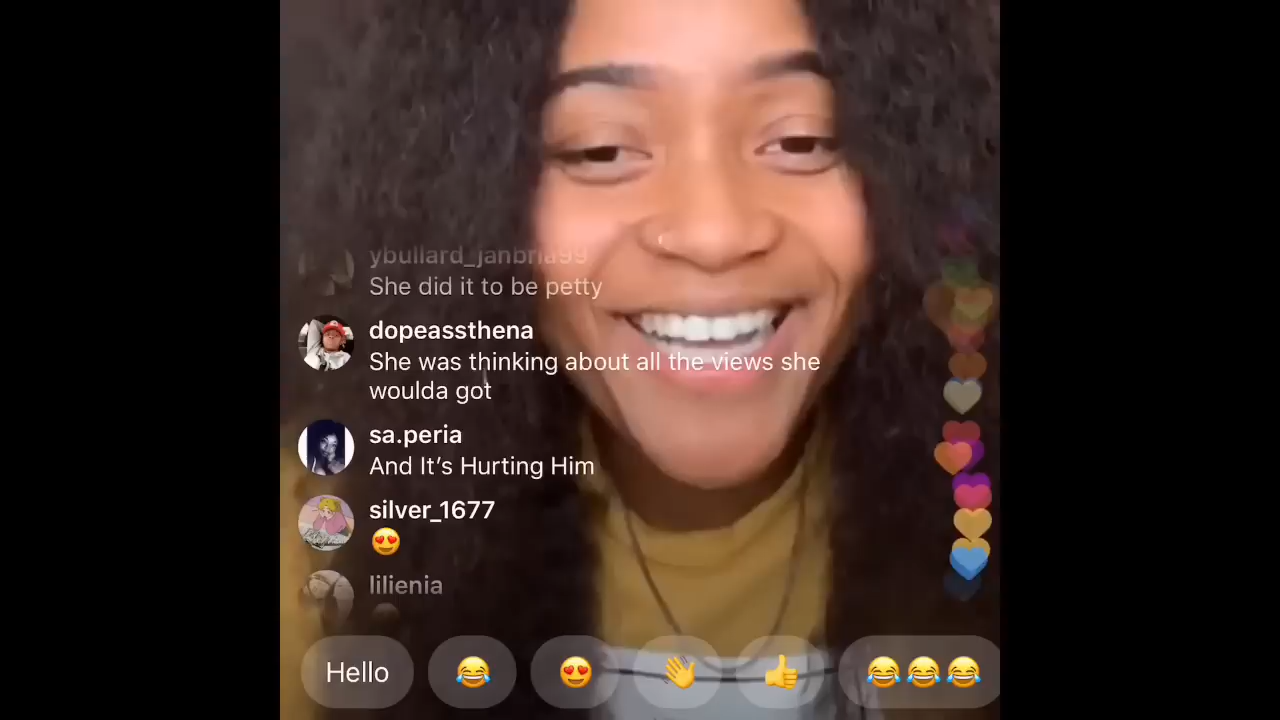 ybullard_janbria99
She did it to be petty
dopeassthena
She was thinking about all the views she
woulda got
sa.peria
And It’s Hurting Him
silver_1677
😍
lilienia
Hello 😂 😍 👋 👍 😂😂😂